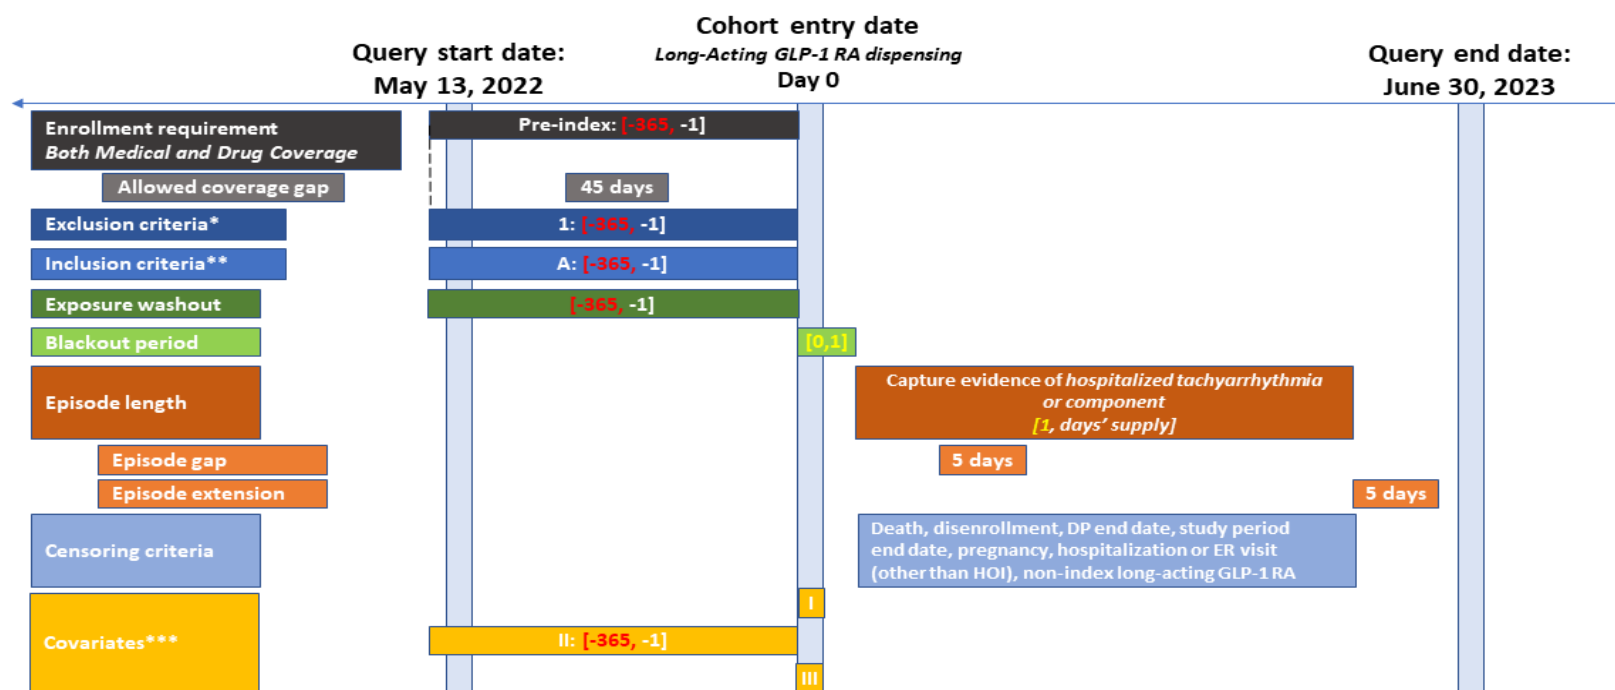 Cohort entry date
Query start date:
Long-Acting GLP-1 RA dispensing
Query end date:
May 13, 2022
Day 0
June 30, 2023
Enrollment requirement
Both Medical and Drug Coverage
Pre-index: [-365, -1]
Allowed coverage gap
45 days
Exclusion criteria*
1: [-365, -1]
Inclusion criteria**
A: [-365, -1]
Exposure washout
[-365, -1]
Blackout period
[0,1]
Episode length
Capture evidence of hospitalized tachyarrhythmia
or component
[1, days' supply]
Episode gap
5 days
Episode extension
5 days
Censoring criteria
Death, disenrollment, DP end date, study period
end date, pregnancy, hospitalization or ER visit
(other than HOI), non-index long-acting GLP-1 RA
Covariates***
I
II: [-365, -1]
III